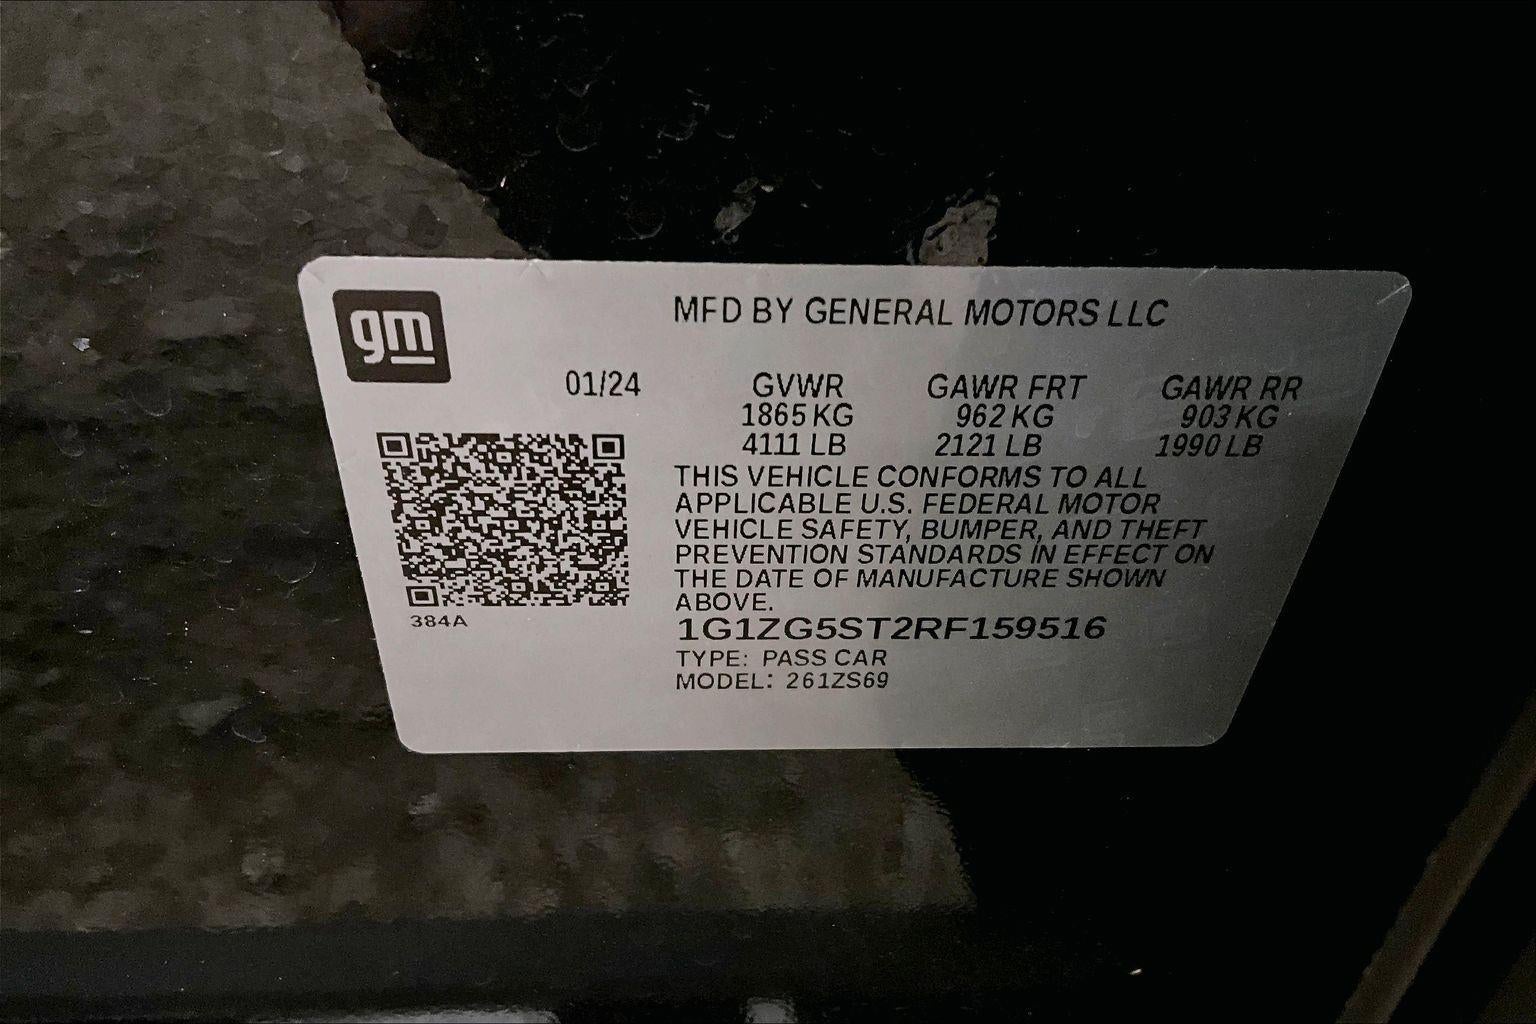 gm
MFD BY GENERAL MOTORS LLC
01/24 GVWR GAWR FRT GAWR RR
1865 KG 962 KG 903 KG
4111 LB 2121 LB 1990 LB
THIS VEHICLE CONFORMS TO ALL
APPLICABLE U.S. FEDERAL MOTOR
VEHICLE SAFETY, BUMPER, AND THEFT
PREVENTION STANDARDS IN EFFECT ON
THE DATE OF MANUFACTURE SHOWN
ABOVE.
384A
1G1ZG5ST2RF159516
TYPE: PASS CAR
MODEL: 261ZS69